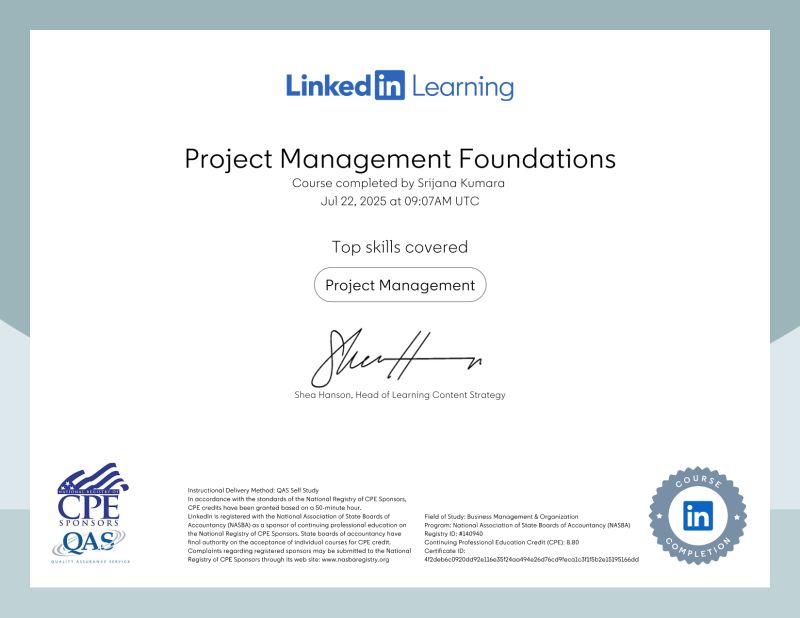 Linked in Learning
Project Management Foundations
Course completed by Srijana Kumara
Jul 22, 2025 at 09:07AM UTC
Top skills covered
Project Management
Shea Hanson, Head of Learning Content Strategy
NATIONAL REGISTRY OF
CPE
SPONSORS
QAS
QUALITY ASSURANCE SERVICE
Instructional Delivery Method: QAS Self Study
In accordance with the standards of the National Registry of CPE Sponsors,
CPE credits have been granted based on a 50-minute hour.
LinkedIn is registered with the National Association of State Boards of
Accountancy (NASBA) as a sponsor of continuing professional education on
the National Registry of CPE Sponsors. State boards of accountancy have
final authority on the acceptance of individual courses for CPE credit.
Complaints regarding registered sponsors may be submitted to the National
Registry of CPE Sponsors through its web site: www.nasbaregistry.org
Field of Study: Business Management & Organization
Program: National Association of State Boards of Accountancy (NASBA)
Registry ID: #140940
Continuing Professional Education Credit (CPE): 8.80
Certificate ID:
COURSE
in
COMPLETION